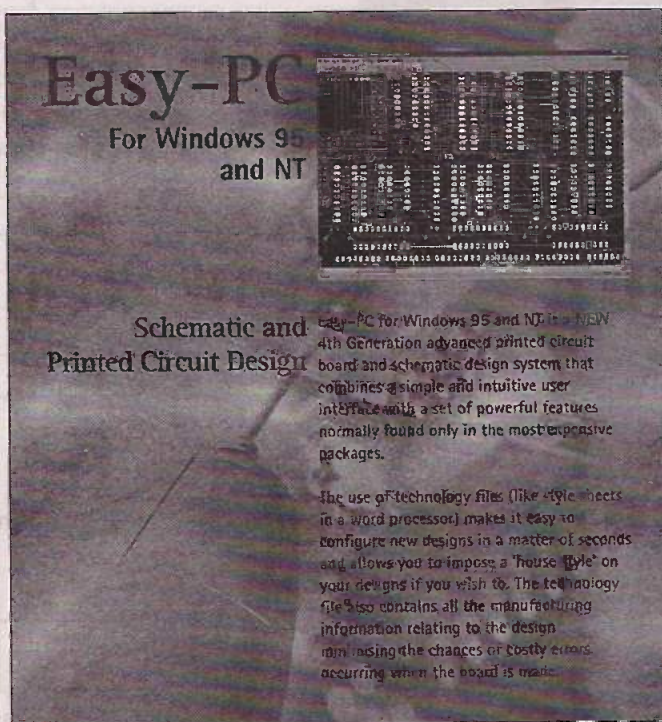 Easy-PC
For Windows 95
and NT
Schematic and
Printed Circuit Design
Easy-PC for Windows 95 and NT is a NEW
4th Generation advanced printed circuit
board and schematic design system that
combines a simple and intuitive user
interface with a set of powerful features
normally found only in the most expensive
packages.
The use of technology files (like style sheets
in a word processor) makes it easy to
configure new designs in a matter of seconds
and allows you to impose a 'house style' on
your designs if you wish to. The technology
file also contains all the manufacturing
information relating to the design
minimising the chances of costly errors
occurring when the board is made.